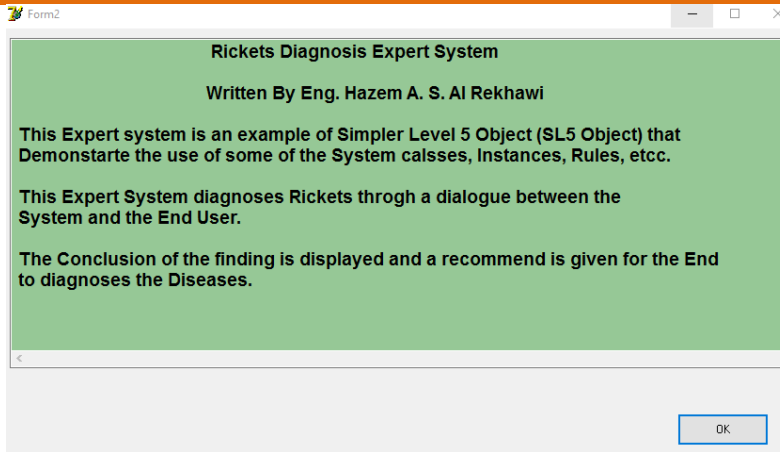 Form2
Rickets Diagnosis Expert System
Written By Eng. Hazem A. S. Al Rekhawi
This Expert system is an example of Simpler Level 5 Object (SL5 Object) that
Demonstarte the use of some of the System calsses, Instances, Rules, etcc.
This Expert System diagnoses Rickets throgh a dialogue between the
System and the End User.
The Conclusion of the finding is displayed and a recommend is given for the End
to diagnoses the Diseases.
OK